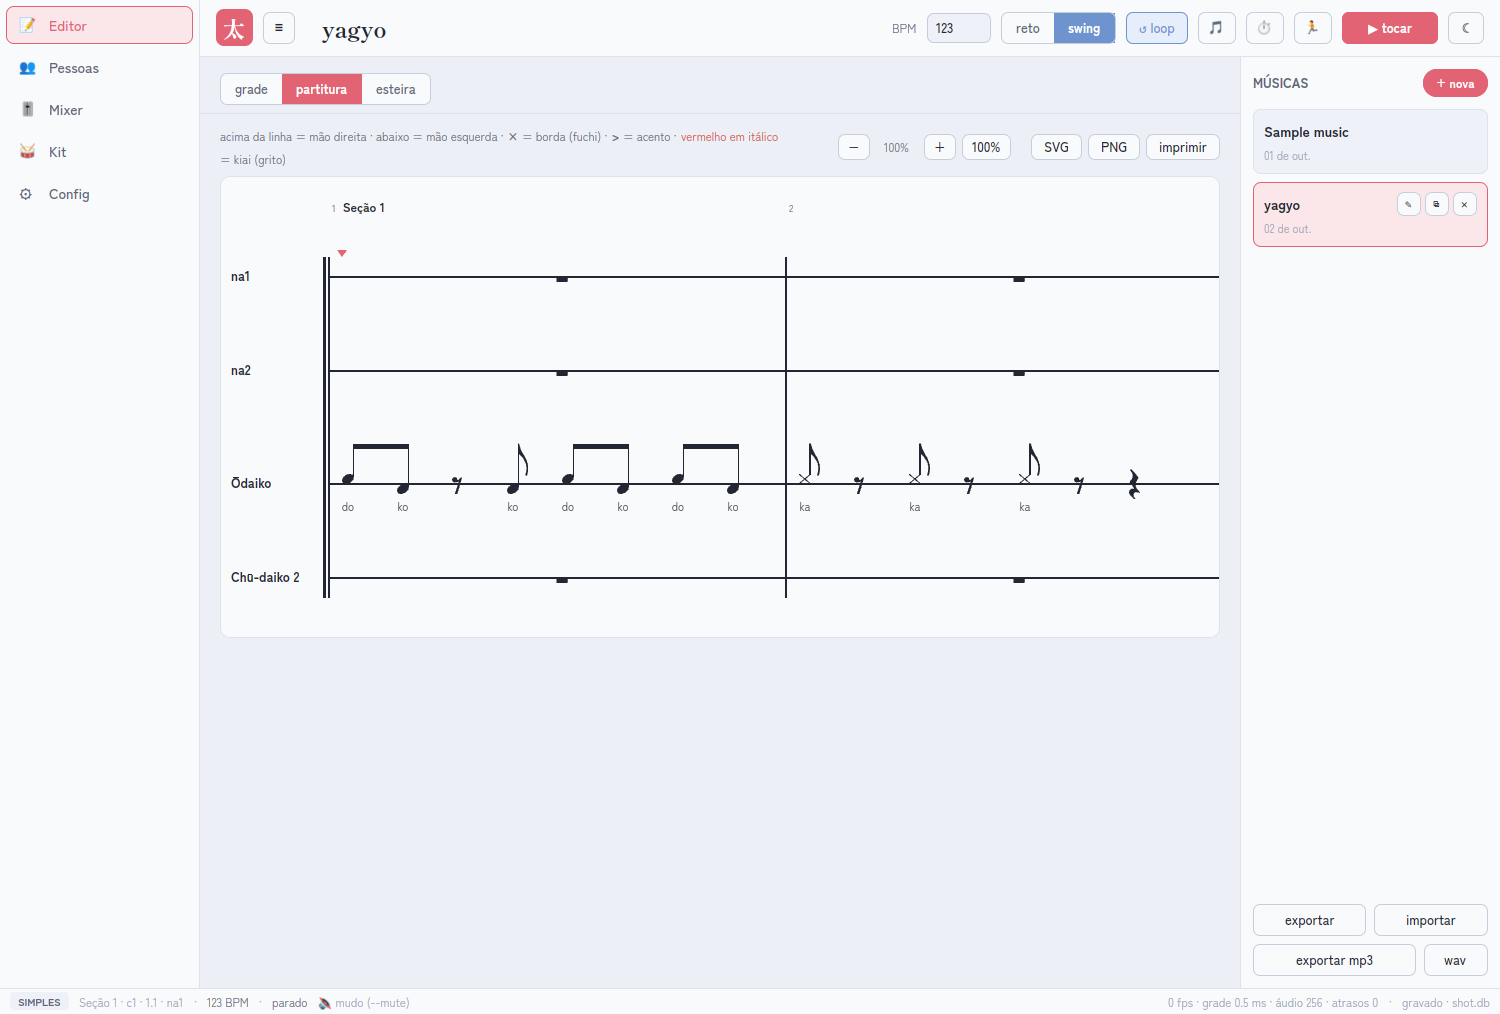 Editor
Pessoas
Mixer
Kit
Config
太
≡
yagyo
BPM 123
reto swing
↺ loop
▶ tocar
grade partitura esteira
acima da linha = mão direita · abaixo = mão esquerda · × = borda (fuchi) · > = acento · vermelho em itálico
= kiai (grito)
− 100% + 100% SVG PNG imprimir
1 Seção 1 2
na1
na2
Ōdaiko
do ko ko do ko do ko ka ka ka
Chū-daiko 2
MÚSICAS + nova
Sample music
01 de out.
yagyo
02 de out.
exportar importar
exportar mp3 wav
SIMPLES Seção 1 · c1 · 1.1 · na1 · 123 BPM · parado mudo (--mute)
0 fps · grade 0.5 ms · áudio 256 · atrasos 0 · gravado · shot.db